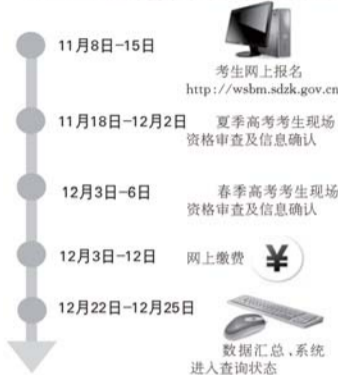 11月8日-15日
考生网上报名
http://wsbm.sdzk.gov.cn
11月18日-12月2日
夏季高考考生现场
资格审查及信息确认
12月3日-6日
春季高考考生现场
资格审查及信息确认
12月3日-12日
网上缴费
¥
12月22日-12月25日
数据汇总,系统
进入查询状态